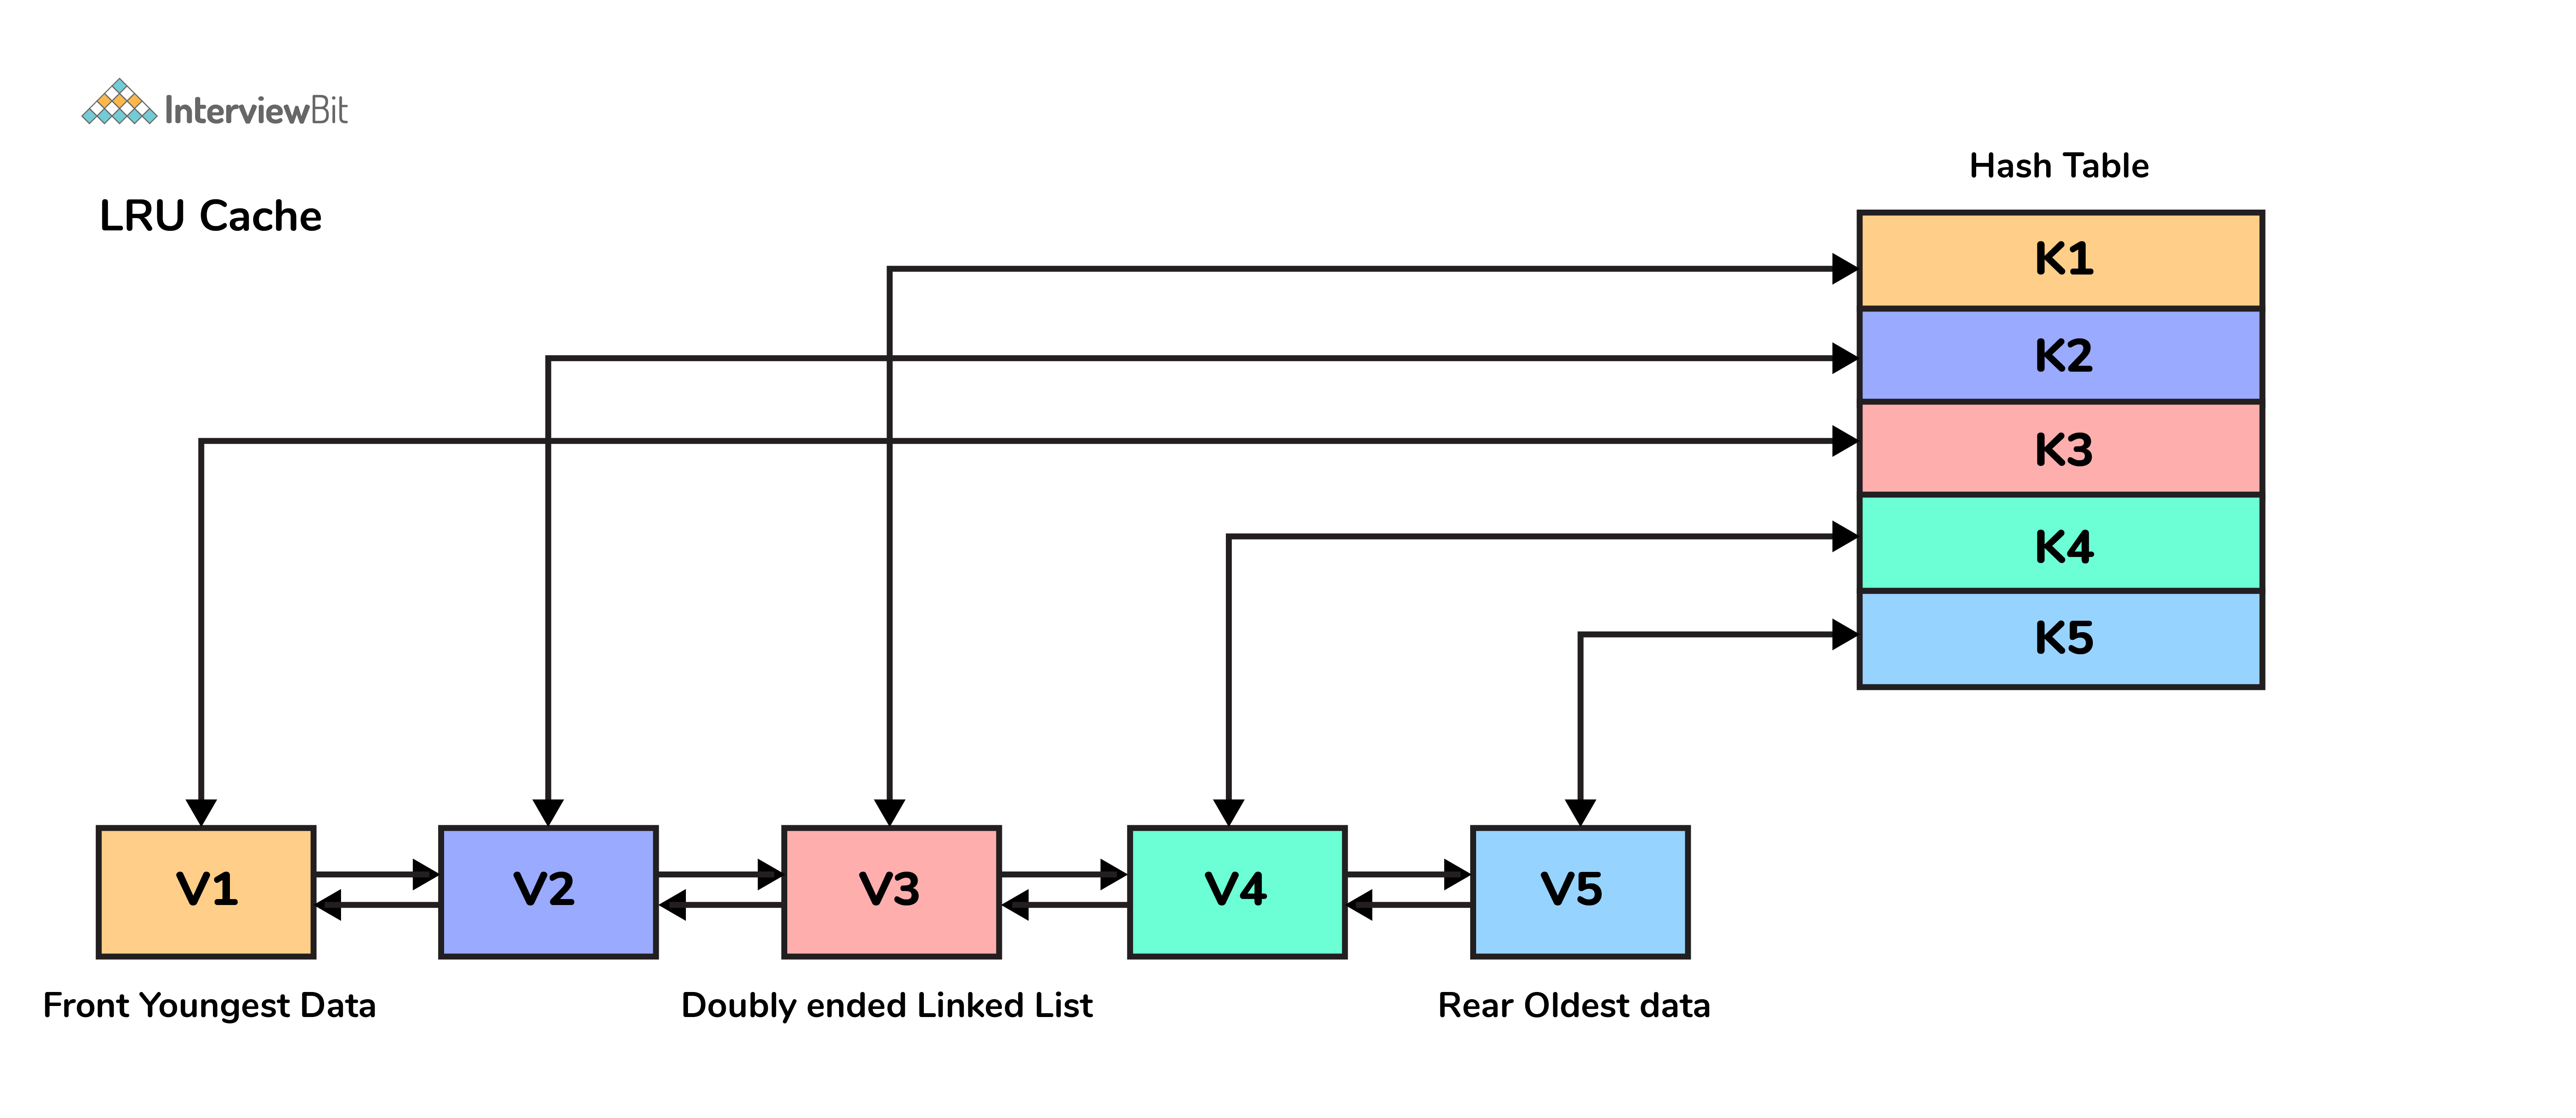 InterviewBit
LRU Cache
Hash Table
K1
K2
K3
K4
K5
V1 V2 V3 V4 V5
Front Youngest Data Doubly ended Linked List Rear Oldest data